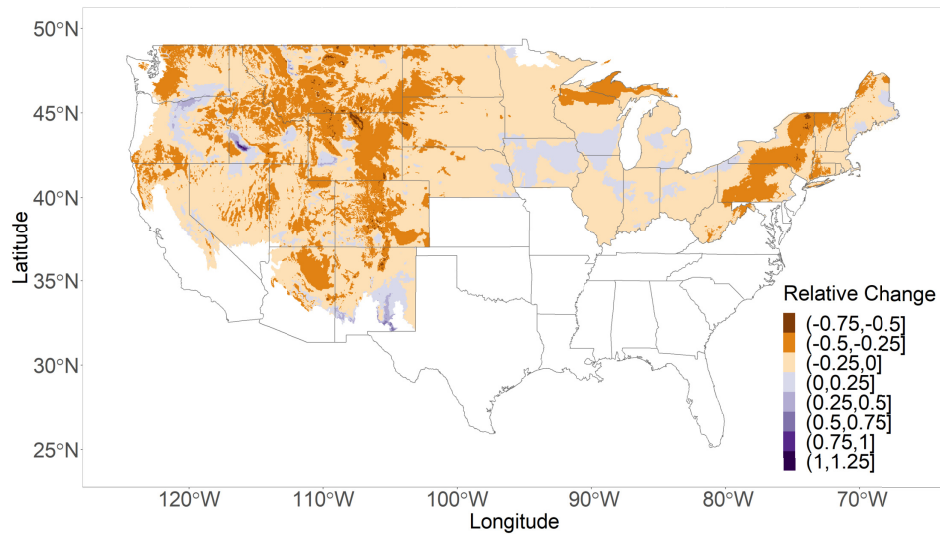 50°N
45°N
40°N
35°N
30°N
25°N
Latitude
Relative Change
(-0.75,-0.5]
(-0.5,-0.25]
(-0.25,0]
(0,0.25]
(0.25,0.5]
(0.5,0.75]
(0.75,1]
(1,1.25]
120°W 110°W 100°W 90°W 80°W 70°W
Longitude